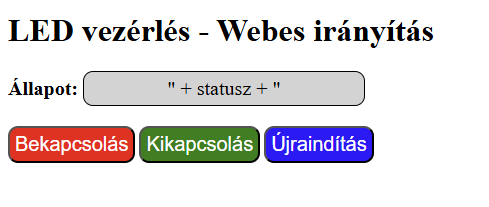 LED vezérlés - Webes irányítás
Állapot: " + statusz + "
Bekapcsolás Kikapcsolás Újraindítás